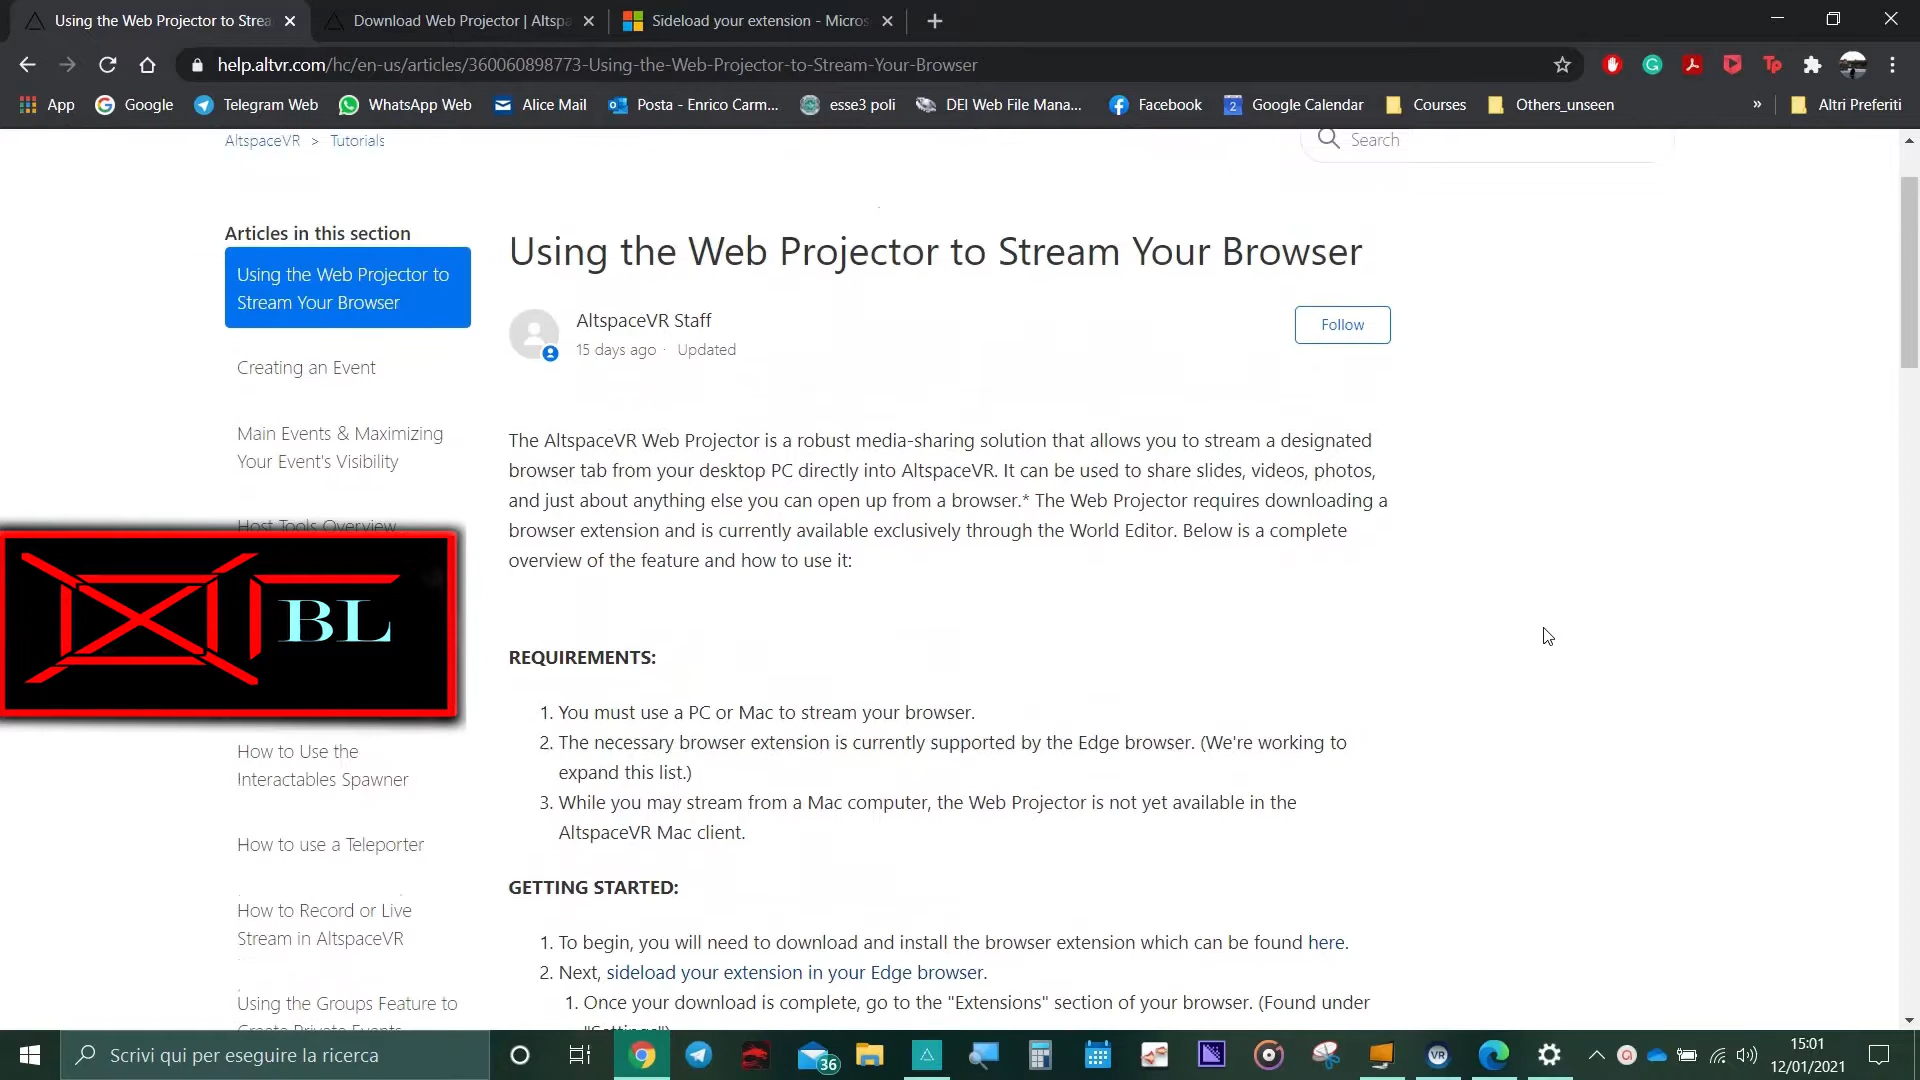 Using the Web Projector to Strea
Download Web Projector | Altspa
Sideload your extension - Micros
help.altvr.com/hc/en-us/articles/360060898773-Using-the-Web-Projector-to-Stream-Your-Browser
App
Google
Telegram Web
WhatsApp Web
Alice Mail
Posta - Enrico Carm...
esse3 poli
DEI Web File Mana...
Facebook
2
Google Calendar
Courses
Others_unseen
»
Altri Preferiti
AltspaceVR > Tutorials
Search
Articles in this section
Using the Web Projector to
Stream Your Browser
Creating an Event
Main Events & Maximizing
Your Event's Visibility
Host Tools Overview
BL
How to Use the
Interactables Spawner
How to use a Teleporter
How to Record or Live
Stream in AltspaceVR
Using the Groups Feature to
Create Private Events
Using the Web Projector to Stream Your Browser
AltspaceVR Staff
15 days ago · Updated
Follow
The AltspaceVR Web Projector is a robust media-sharing solution that allows you to stream a designated
browser tab from your desktop PC directly into AltspaceVR. It can be used to share slides, videos, photos,
and just about anything else you can open up from a browser.* The Web Projector requires downloading a
browser extension and is currently available exclusively through the World Editor. Below is a complete
overview of the feature and how to use it:
REQUIREMENTS:
1. You must use a PC or Mac to stream your browser.
2. The necessary browser extension is currently supported by the Edge browser. (We're working to
expand this list.)
3. While you may stream from a Mac computer, the Web Projector is not yet available in the
AltspaceVR Mac client.
GETTING STARTED:
1. To begin, you will need to download and install the browser extension which can be found here.
2. Next, sideload your extension in your Edge browser.
1. Once your download is complete, go to the "Extensions" section of your browser. (Found under
"Settings")
Scrivi qui per eseguire la ricerca
36
VR
15:01
12/01/2021